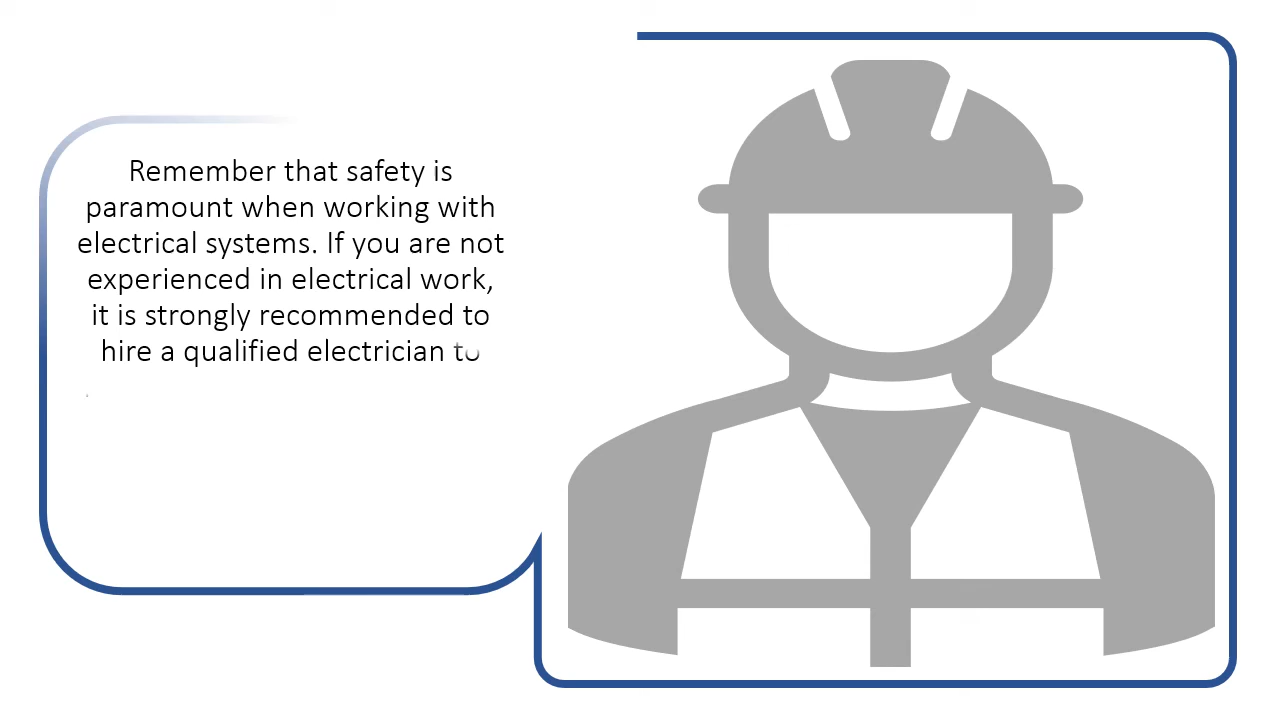 Remember that safety is
paramount when working with
electrical systems. If you are not
experienced in electrical work,
it is strongly recommended to
hire a qualified electrician to